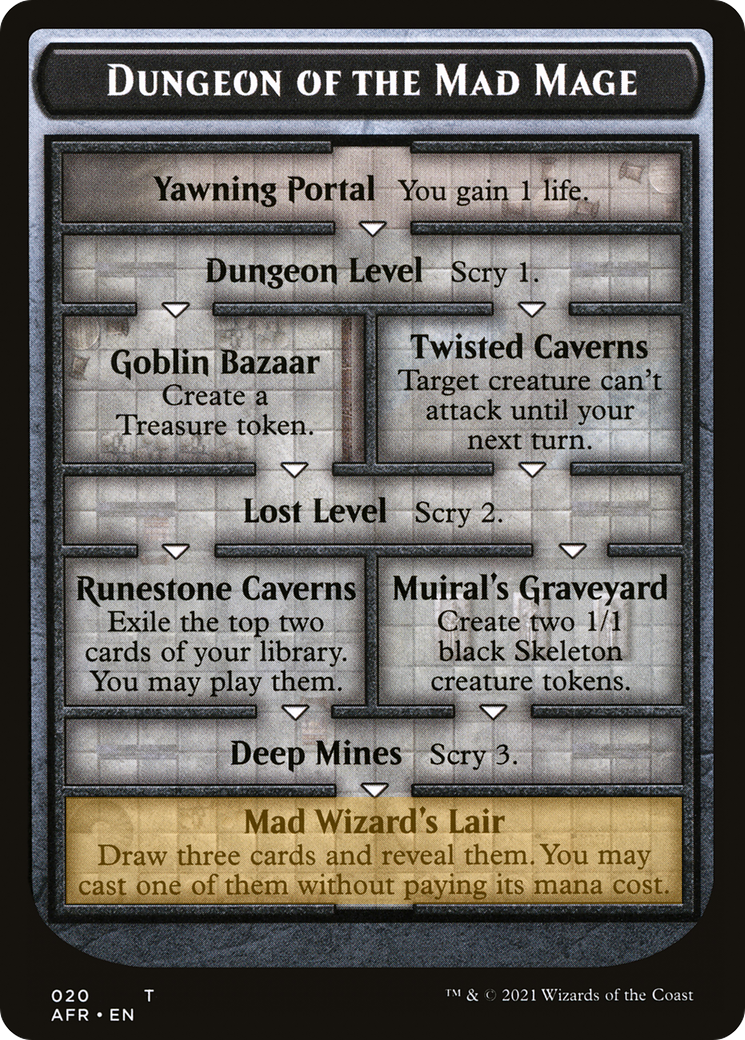 Dungeon of the Mad Mage
Yawning Portal You gain 1 life.
Dungeon Level Scry 1.
Goblin Bazaar
Create a
Treasure token.
Twisted Caverns
Target creature can't
attack until your
next turn.
Lost Level Scry 2.
Runestone Caverns
Exile the top two
cards of your library.
You may play them.
Muiral's Graveyard
Create two 1/1
black Skeleton
creature tokens.
Deep Mines Scry 3.
Mad Wizard's Lair
Draw three cards and reveal them. You may
cast one of them without paying its mana cost.
020 T
AFR • EN
™ & © 2021 Wizards of the Coast